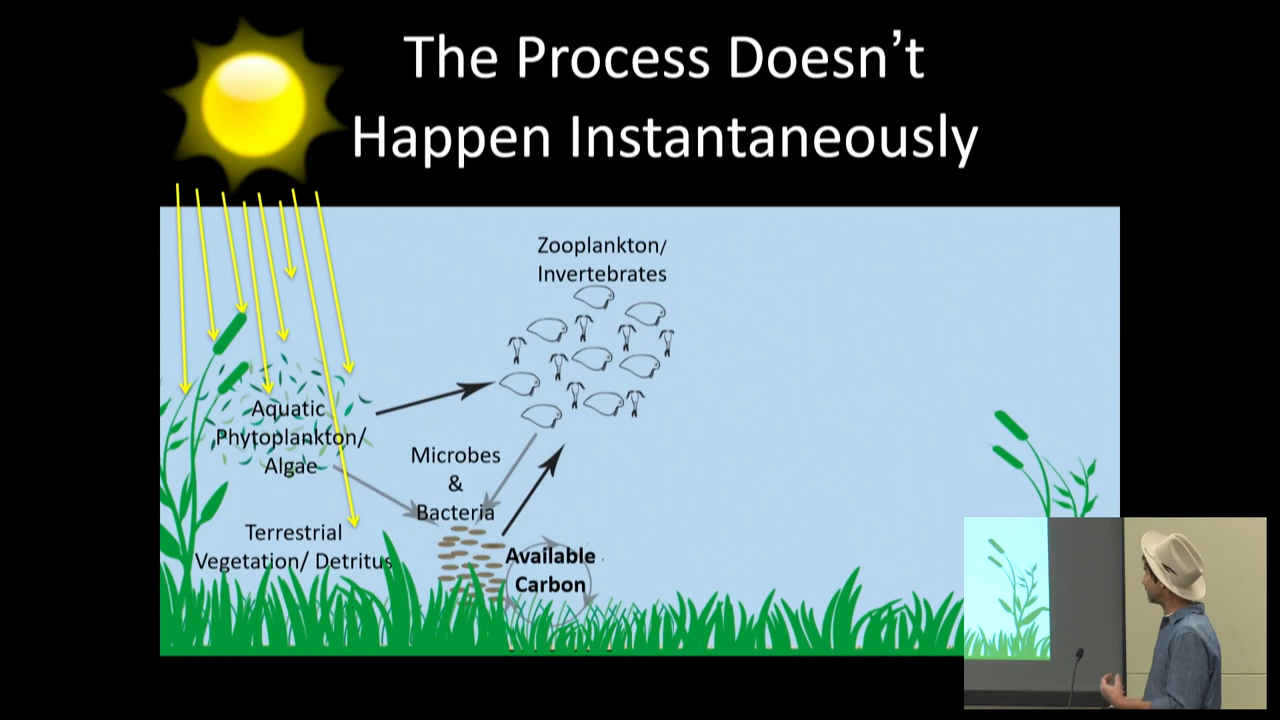 The Process Doesn’t
Happen Instantaneously
Zooplankton/
Invertebrates
Aquatic
Phytoplankton/
Algae
Microbes
&
Bacteria
Terrestrial
Vegetation/ Detritus
Available
Carbon